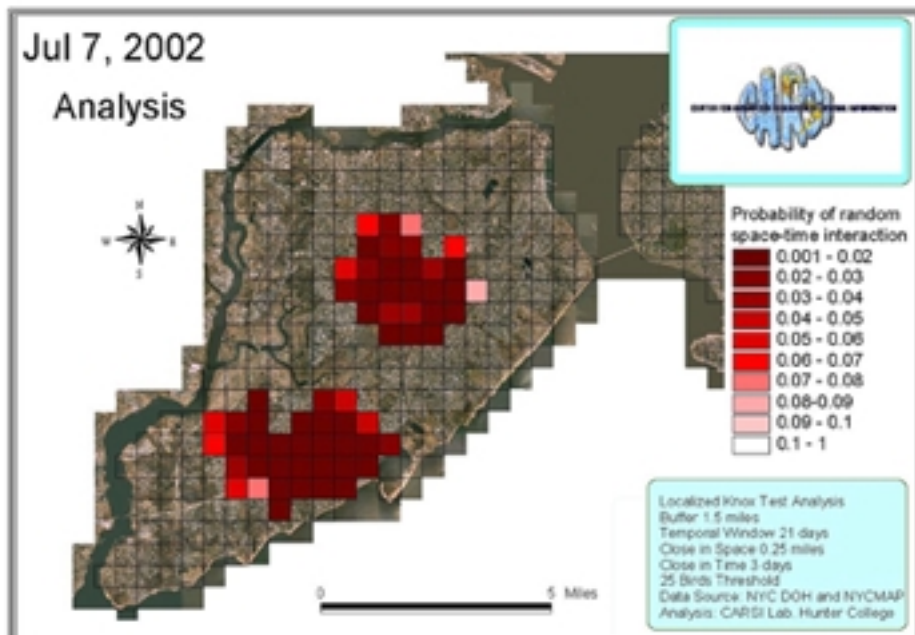 Jul 7, 2002
Analysis
N
W
E
S
Probability of random
space-time interaction
0.001 - 0.02
0.02 - 0.03
0.03 - 0.04
0.04 - 0.05
0.05 - 0.06
0.06 - 0.07
0.07 - 0.08
0.08-0.09
0.09 - 0.1
0.1 - 1
Localized Knox Test Analysis
Buffer 1.5 miles
Temporal Window 21 days
Close in Space 0.25 miles
Close in Time 3 days
25 Birds Threshold
Data Source: NYC DOH and NYCMAP
Analysis: CARSI Lab. Hunter College
0 5 Miles